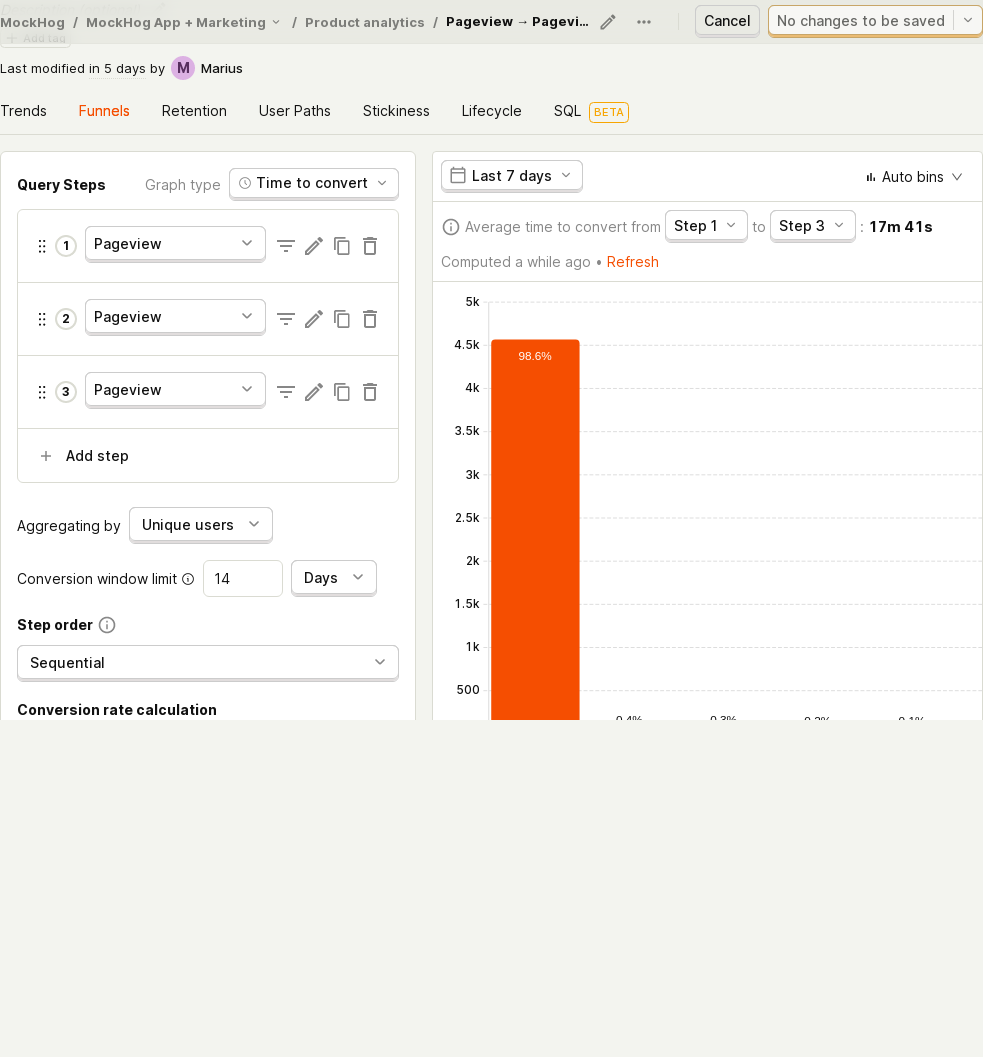 MockHog / MockHog App + Marketing / Product analytics / Pageview → Pagevi... Cancel No changes to be saved
Add tag
Last modified in 5 days by M Marius
Trends Funnels Retention User Paths Stickiness Lifecycle SQL BETA
Query Steps Graph type Time to convert
1 Pageview
2 Pageview
3 Pageview
Add step
Aggregating by Unique users
Conversion window limit 14 Days
Step order
Sequential
Conversion rate calculation
Last 7 days Auto bins
Average time to convert from Step 1 to Step 3 : 17m 41s
Computed a while ago • Refresh
5k
4.5k
98.6%
4k
3.5k
3k
2.5k
2k
1.5k
1k
500
0.4% 0.3% 0.2% 0.1%